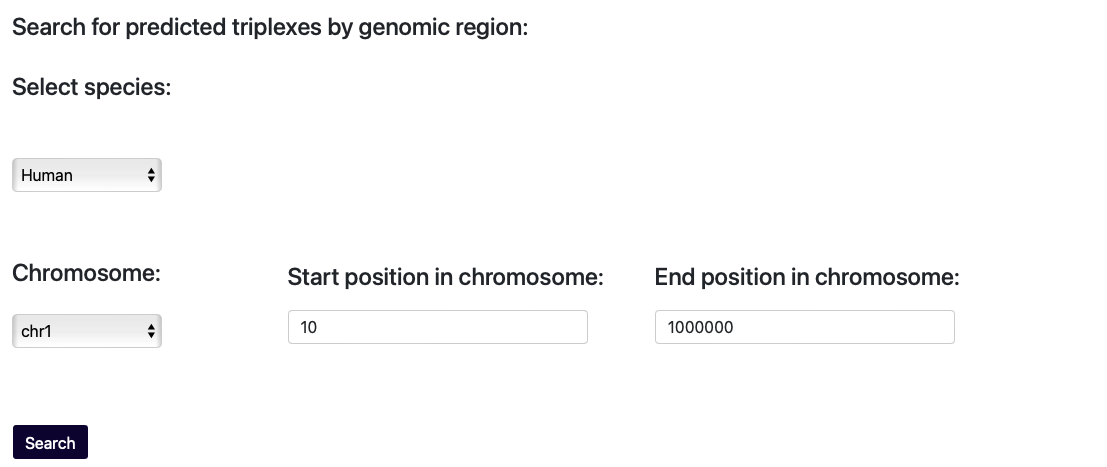 Search for predicted triplexes by genomic region:
Select species:
Human
Chromosome:
Start position in chromosome:
End position in chromosome:
chr1
10
1000000
Search